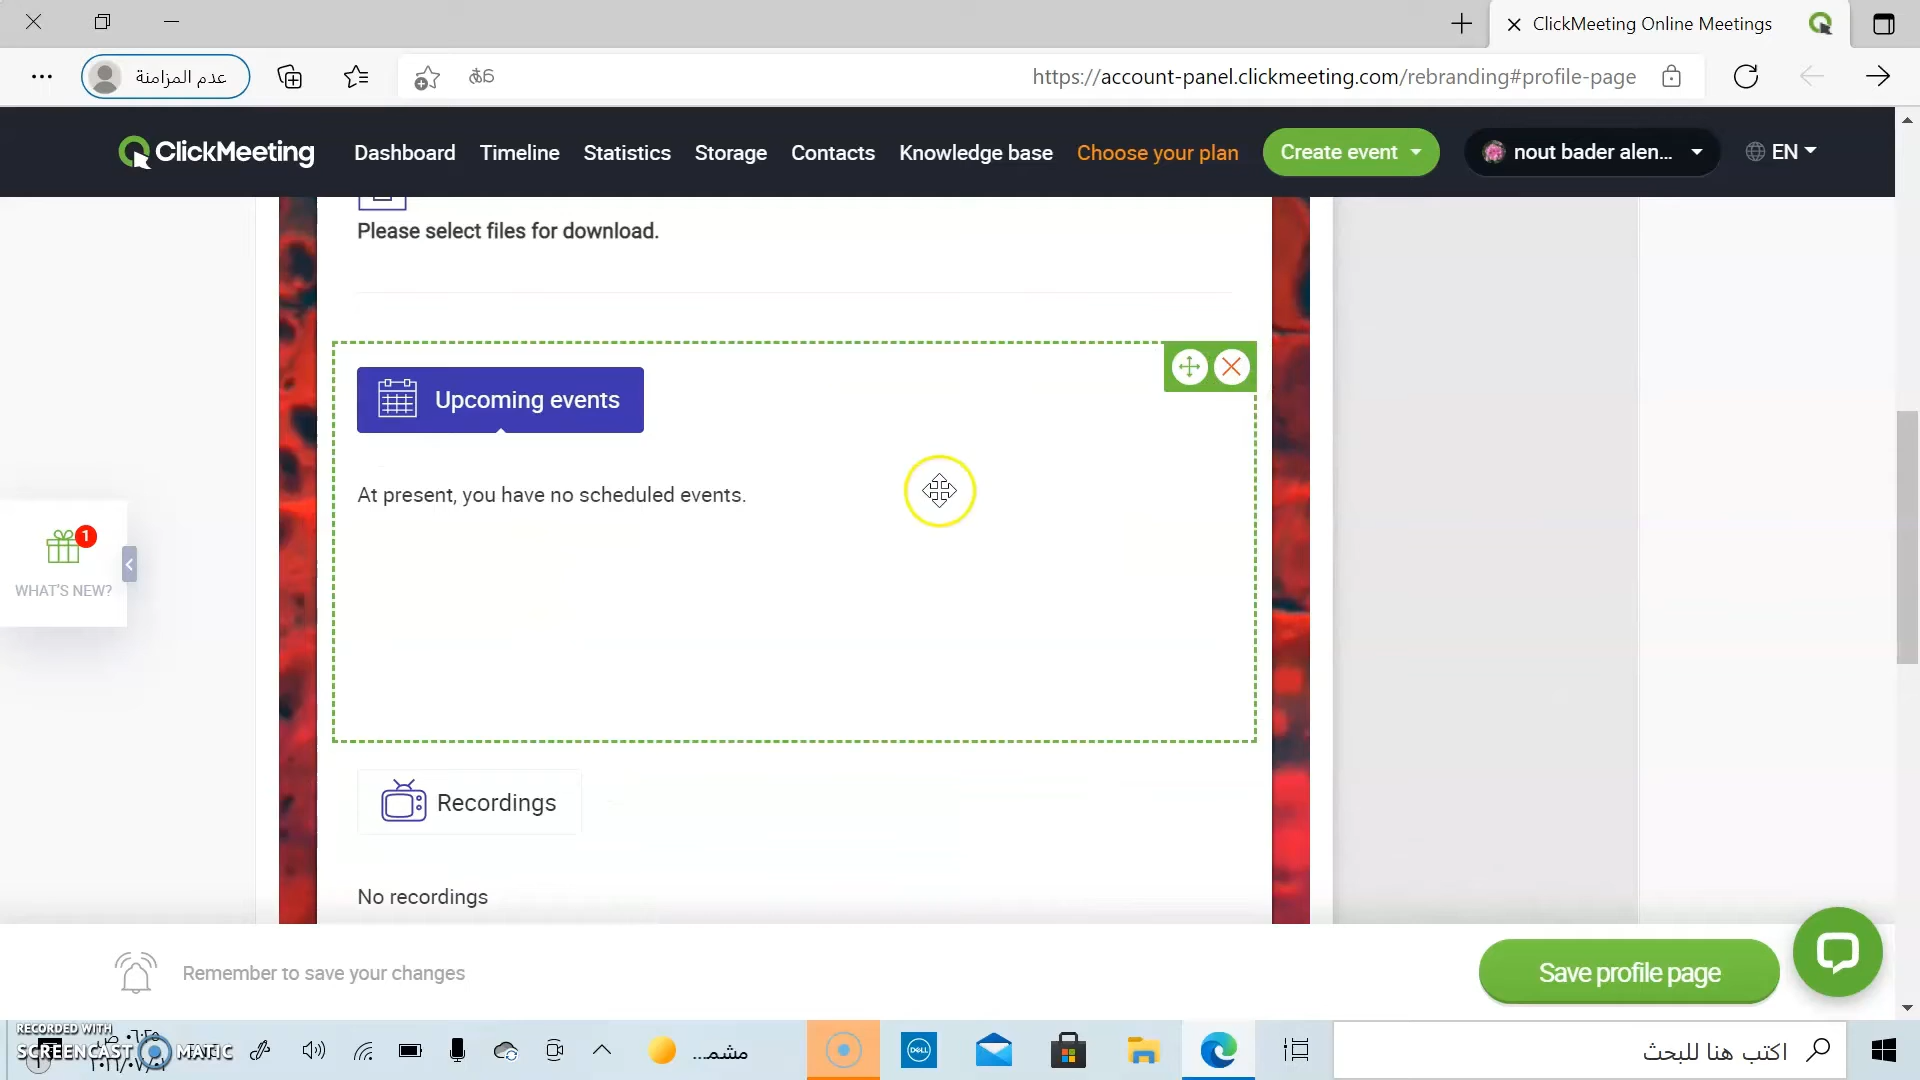 ClickMeeting Online Meetings
عدم المزامنة
https://account-panel.clickmeeting.com/rebranding#profile-page
ClickMeeting
Dashboard
Timeline
Statistics
Storage
Contacts
Knowledge base
Choose your plan
Create event
nout bader alen...
EN
Please select files for download.
Upcoming events
At present, you have no scheduled events.
1
WHAT'S NEW?
Recordings
No recordings
Remember to save your changes
Save profile page
RECORDED WITH
SCREENCAST MATIC
مشمـ...
DELL
اكتب هنا للبحث